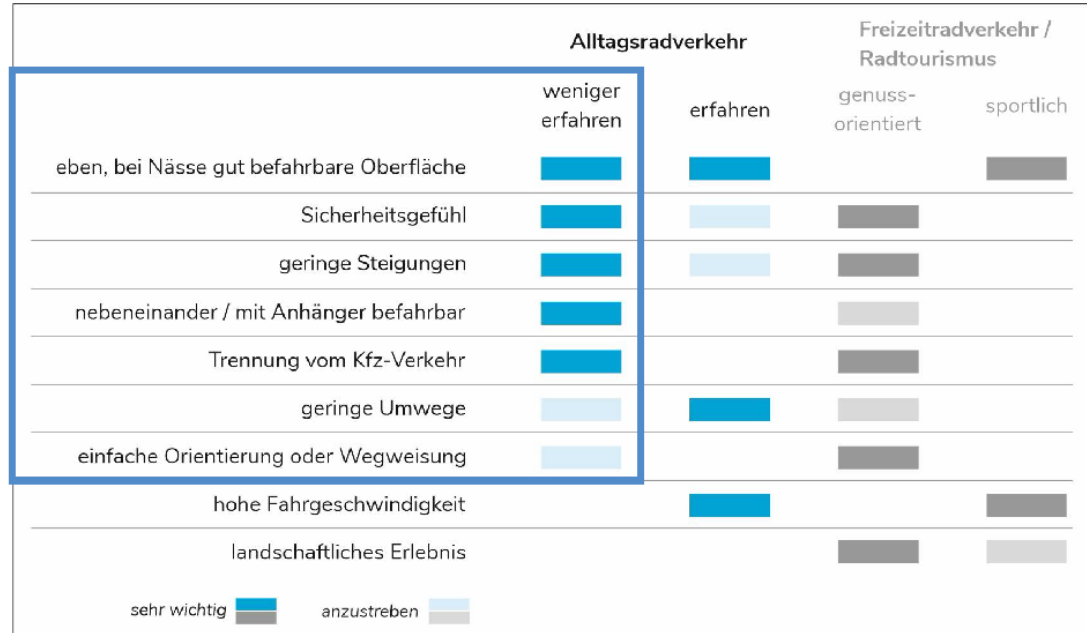 Alltagsradverkehr
Freizeitradverkehr /
Radtourismus
weniger
erfahren
erfahren
genuss-
orientiert
sportlich
eben, bei Nässe gut befahrbare Oberfläche
Sicherheitsgefühl
geringe Steigungen
nebeneinander / mit Anhänger befahrbar
Trennung vom Kfz-Verkehr
geringe Umwege
einfache Orientierung oder Wegweisung
hohe Fahrgeschwindigkeit
landschaftliches Erlebnis
sehr wichtig
anzustreben